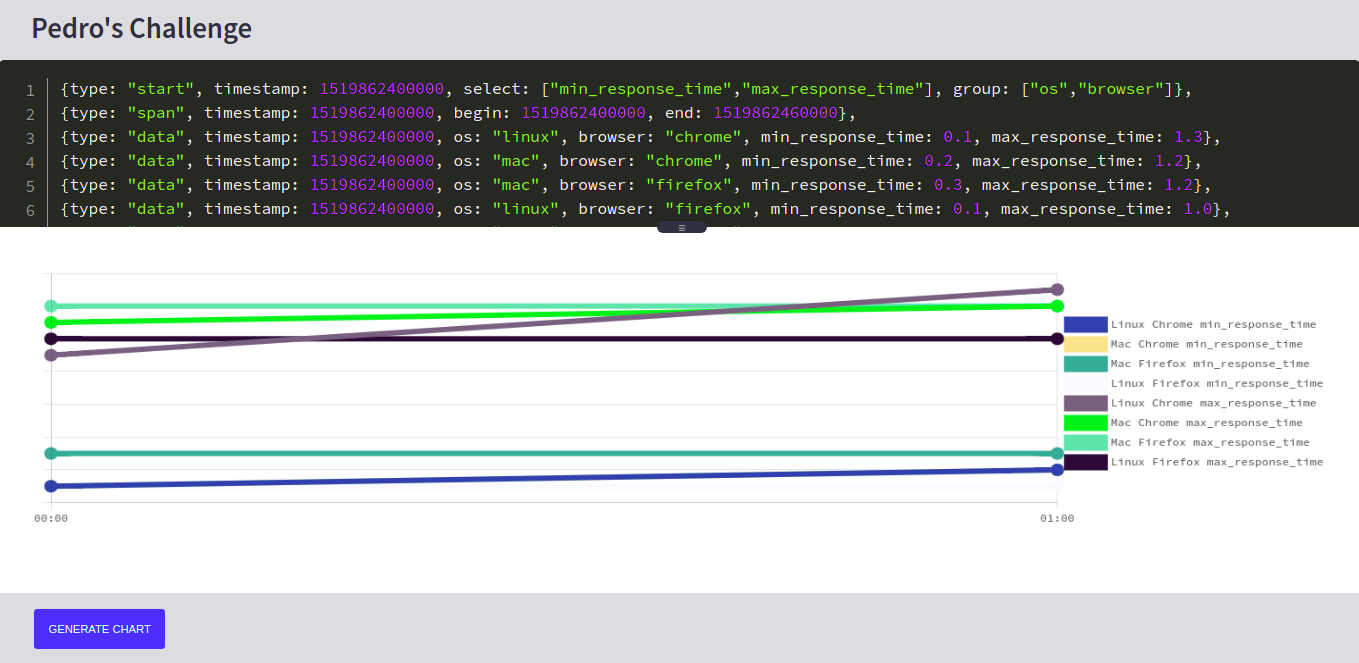 Pedro's Challenge
1 {type: "start", timestamp: 1519862400000, select: ["min_response_time","max_response_time"], group: ["os","browser"]},
2 {type: "span", timestamp: 1519862400000, begin: 1519862400000, end: 1519862460000},
3 {type: "data", timestamp: 1519862400000, os: "linux", browser: "chrome", min_response_time: 0.1, max_response_time: 1.3},
4 {type: "data", timestamp: 1519862400000, os: "mac", browser: "chrome", min_response_time: 0.2, max_response_time: 1.2},
5 {type: "data", timestamp: 1519862400000, os: "mac", browser: "firefox", min_response_time: 0.3, max_response_time: 1.2},
6 {type: "data", timestamp: 1519862400000, os: "linux", browser: "firefox", min_response_time: 0.1, max_response_time: 1.0},
Linux Chrome min_response_time
Mac Chrome min_response_time
Mac Firefox min_response_time
Linux Firefox min_response_time
Linux Chrome max_response_time
Mac Chrome max_response_time
Mac Firefox max_response_time
Linux Firefox max_response_time
00:00 01:00
GENERATE CHART